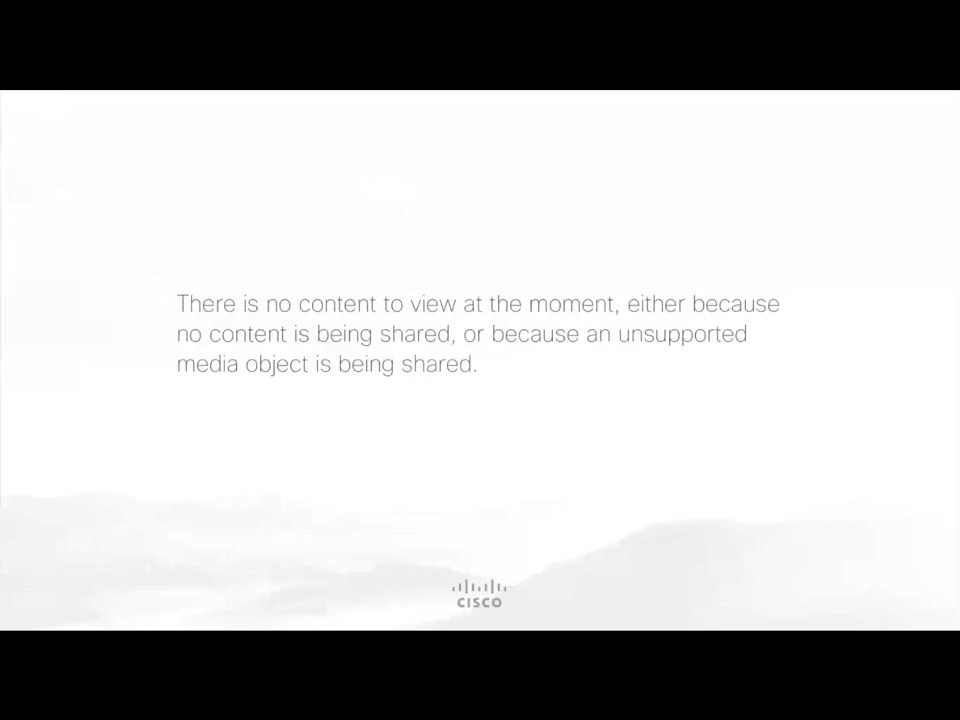 There is no content to view at the moment, either because
no content is being shared, or because an unsupported
media object is being shared.
CISCO